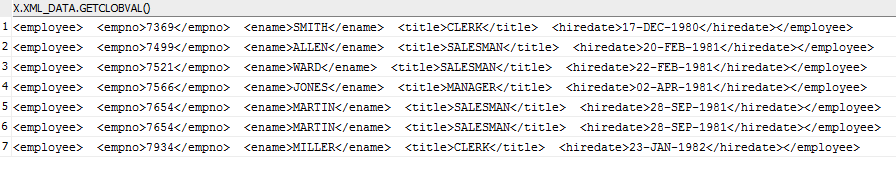 X.XML_DATA.GETCLOBVAL()
1 <employee>  <empno>7369</empno>  <ename>SMITH</ename>  <title>CLERK</title>  <hiredate>17-DEC-1980</hiredate></employee>
2 <employee>  <empno>7499</empno>  <ename>ALLEN</ename>  <title>SALESMAN</title>  <hiredate>20-FEB-1981</hiredate></employee>
3 <employee>  <empno>7521</empno>  <ename>WARD</ename>  <title>SALESMAN</title>  <hiredate>22-FEB-1981</hiredate></employee>
4 <employee>  <empno>7566</empno>  <ename>JONES</ename>  <title>MANAGER</title>  <hiredate>02-APR-1981</hiredate></employee>
5 <employee>  <empno>7654</empno>  <ename>MARTIN</ename>  <title>SALESMAN</title>  <hiredate>28-SEP-1981</hiredate></employee>
6 <employee>  <empno>7654</empno>  <ename>MARTIN</ename>  <title>SALESMAN</title>  <hiredate>28-SEP-1981</hiredate></employee>
7 <employee>  <empno>7934</empno>  <ename>MILLER</ename>  <title>CLERK</title>  <hiredate>23-JAN-1982</hiredate></employee>